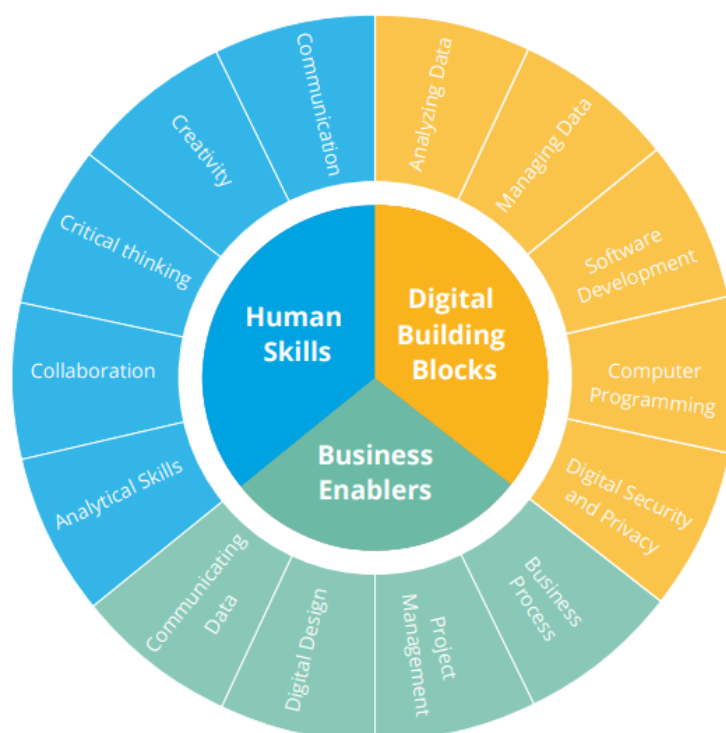 Human
Skills
Digital
Building
Blocks
Business
Enablers
Communication
Creativity
Critical thinking
Collaboration
Analytical Skills
Analyzing Data
Managing Data
Software
Development
Computer
Programming
Digital Security
and Privacy
Business
Process
Project
Management
Digital Design
Communicating
Data